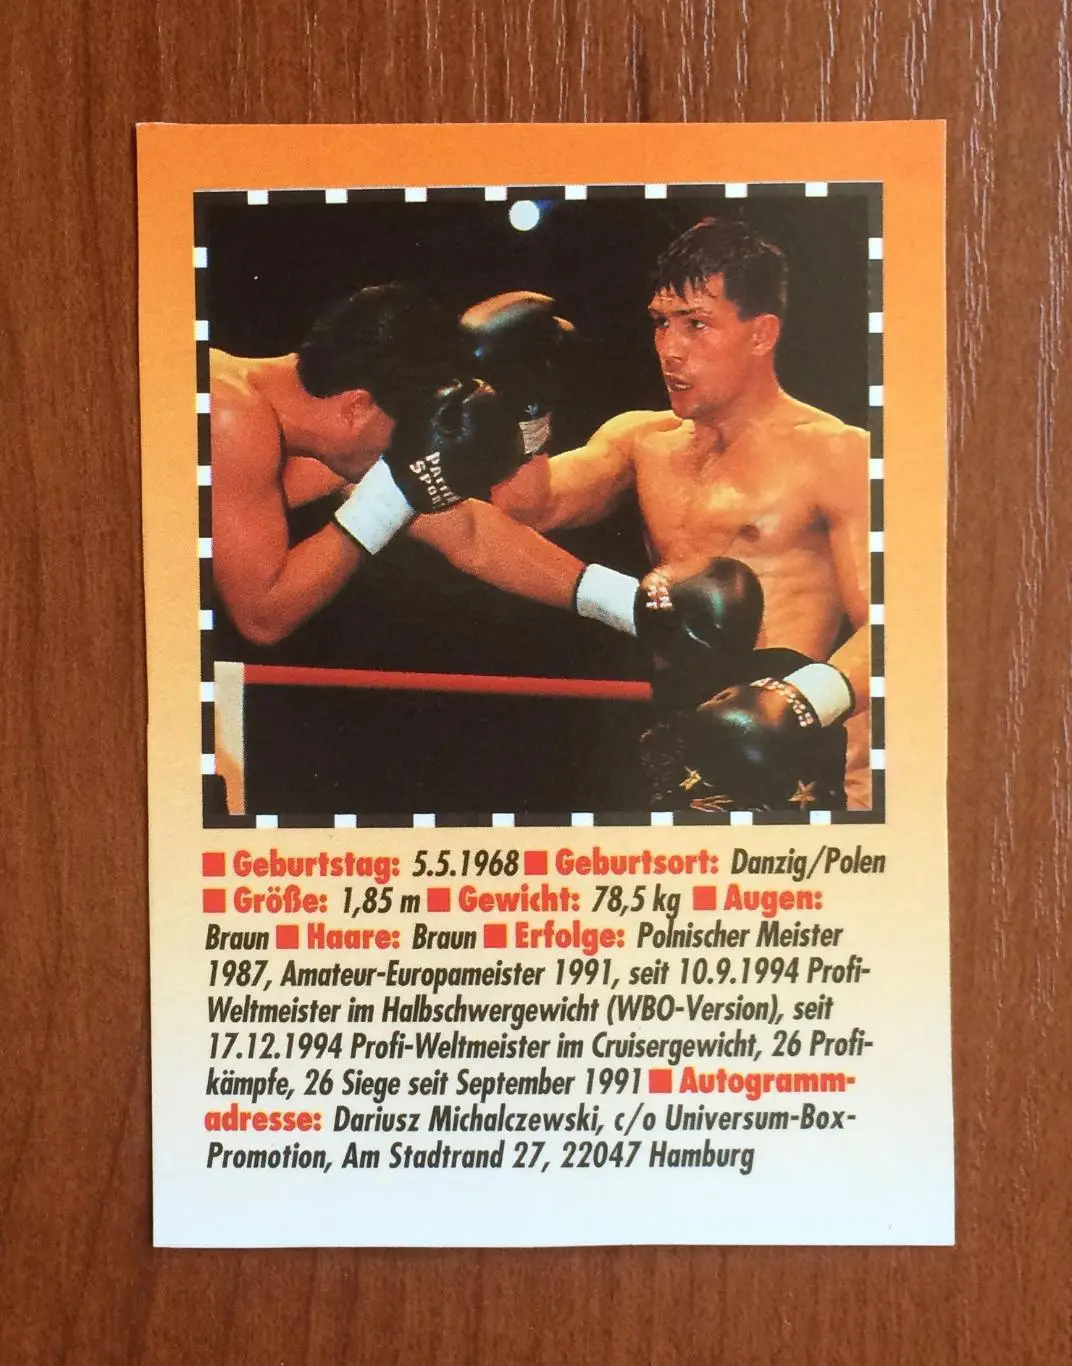 PAFFEN
SPORT
■ Geburtstag: 5.5.1968 ■ Geburtsort: Danzig/Polen
■ Größe: 1,85 m ■ Gewicht: 78,5 kg ■ Augen:
Braun ■ Haare: Braun ■ Erfolge: Polnischer Meister
1987, Amateur-Europameister 1991, seit 10.9.1994 Profi-
Weltmeister im Halbschwergewicht (WBO-Version), seit
17.12.1994 Profi-Weltmeister im Cruisergewicht, 26 Profi-
kämpfe, 26 Siege seit September 1991 ■ Autogramm-
adresse: Dariusz Michalczewski, c/o Universum-Box-
Promotion, Am Stadtrand 27, 22047 Hamburg